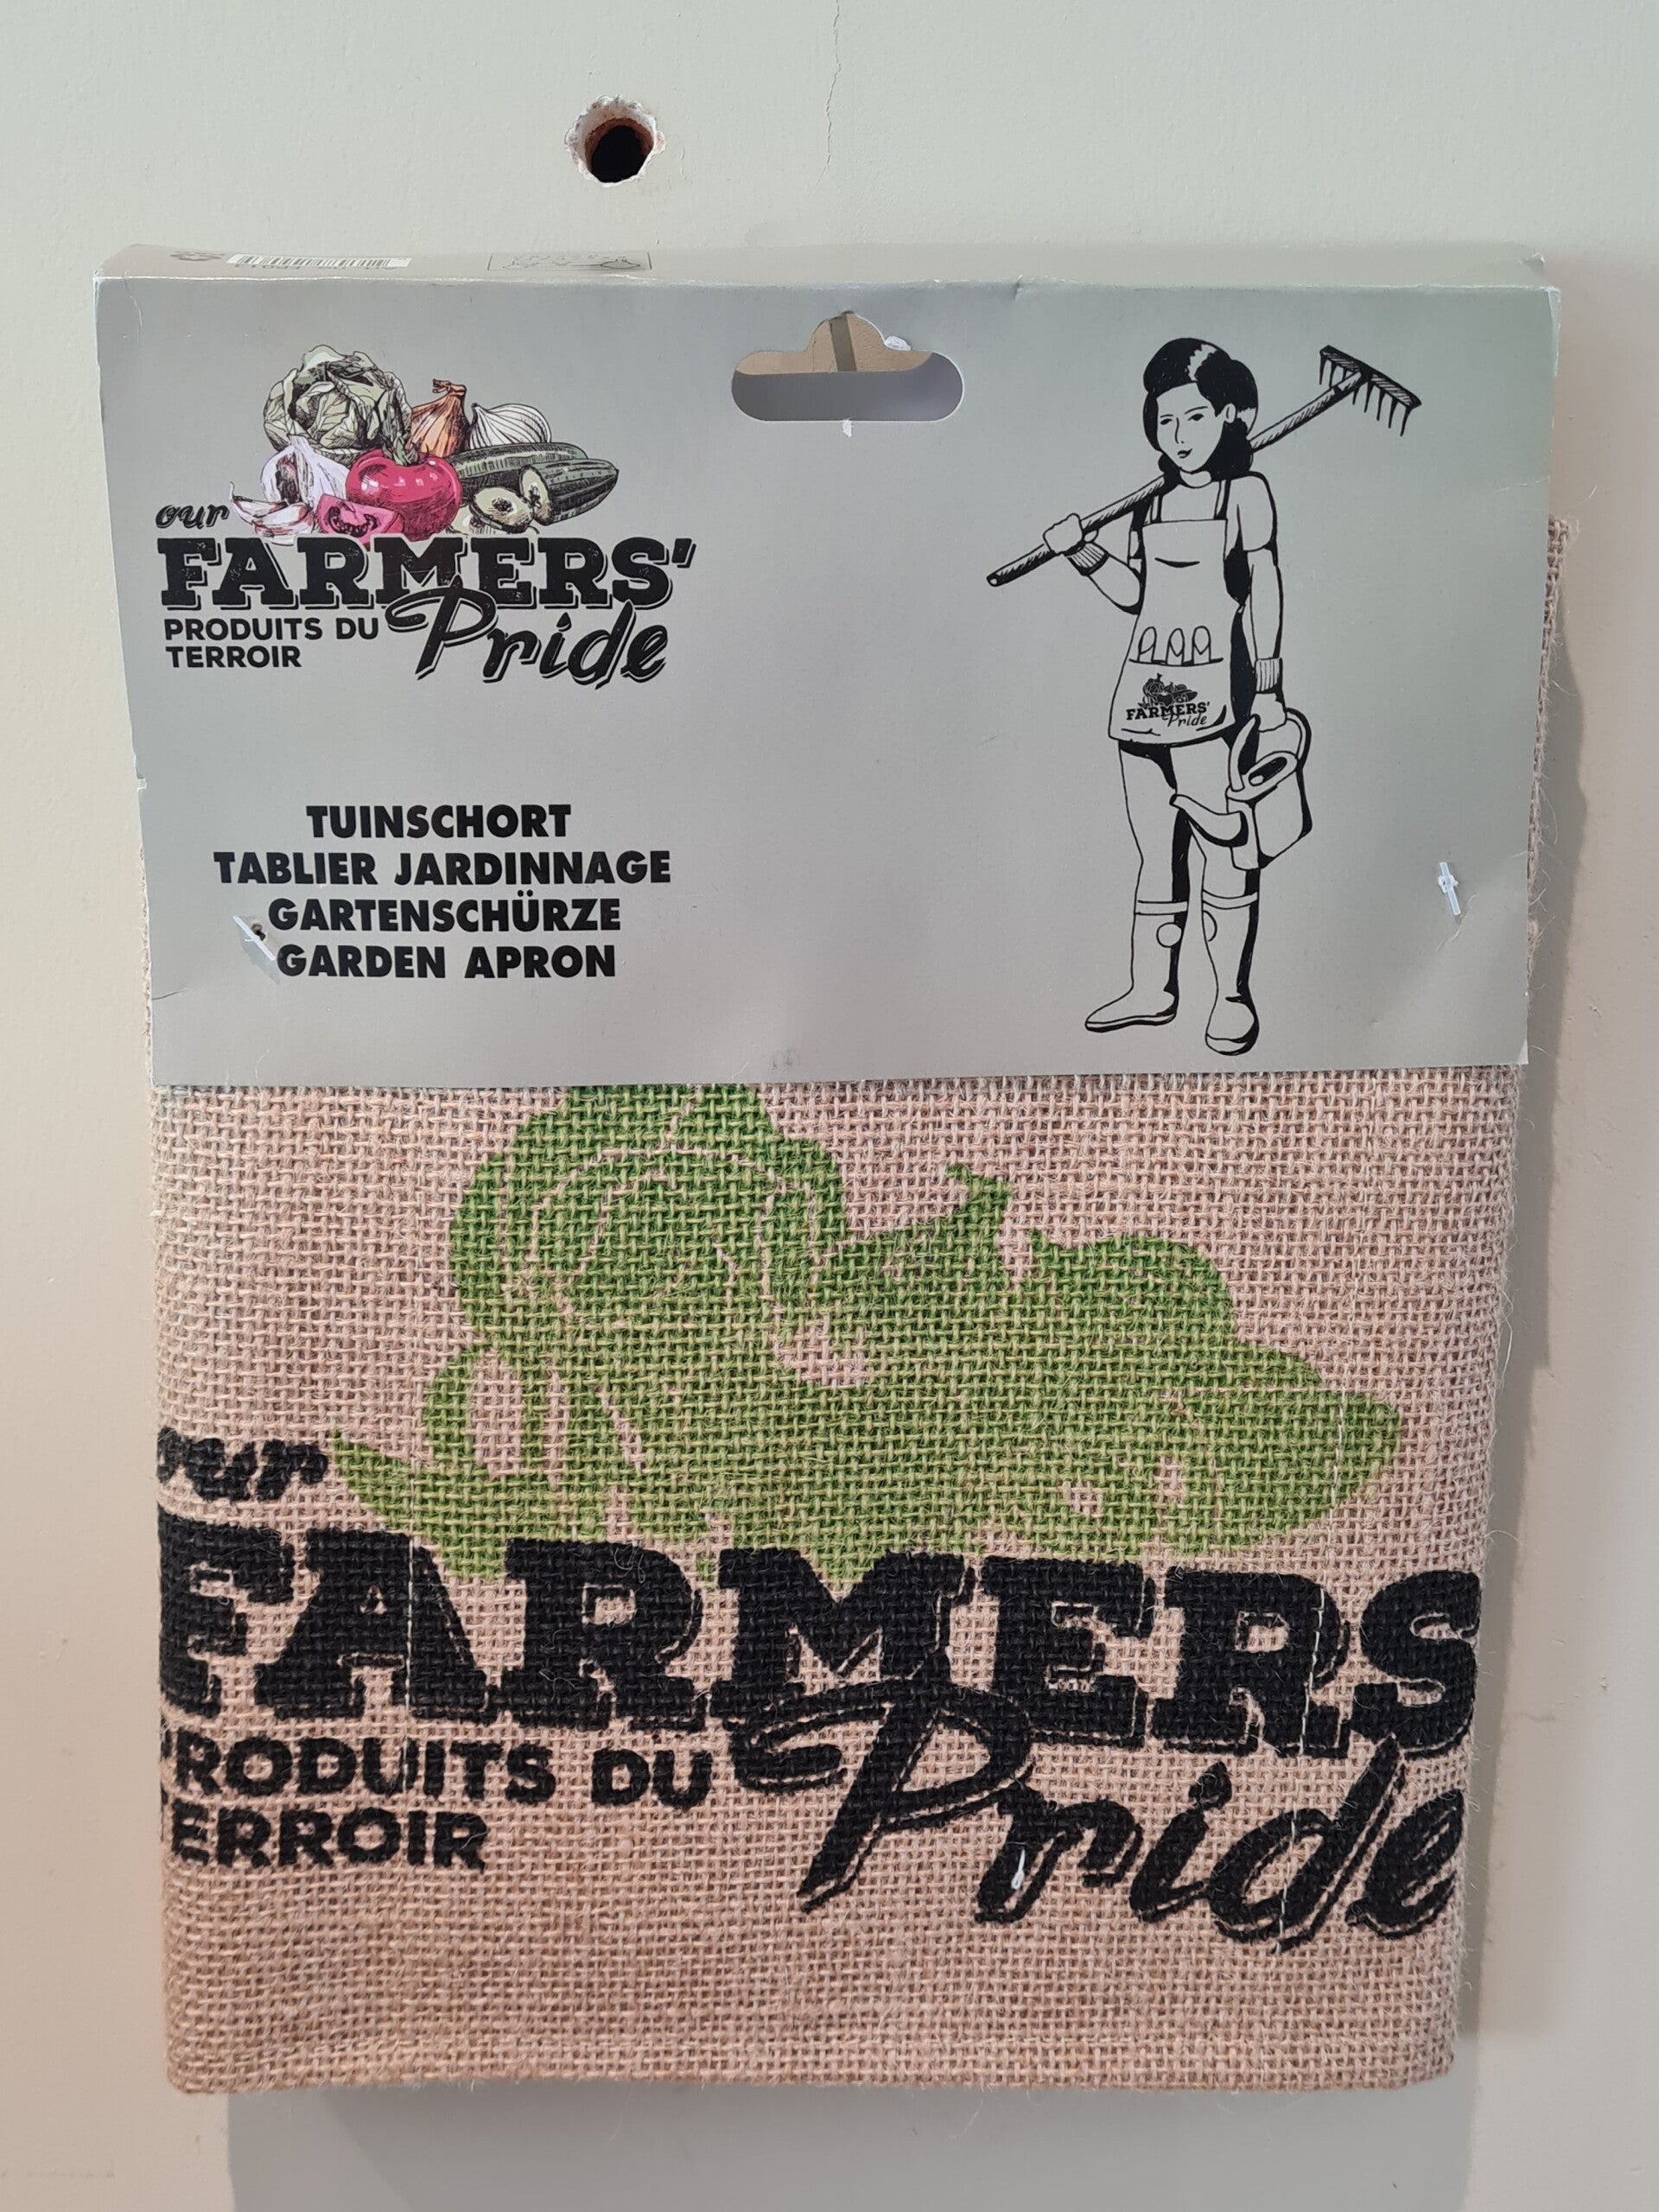 our
FARMERS'
PRODUITS DU
TERROIR
Pride
TUINSCHORT
TABLIER JARDINNAGE
GARTENSCHÜRZE
GARDEN APRON
FARMERS'
Pride
our
FARMERS
PRODUITS DU
TERROIR
Pride